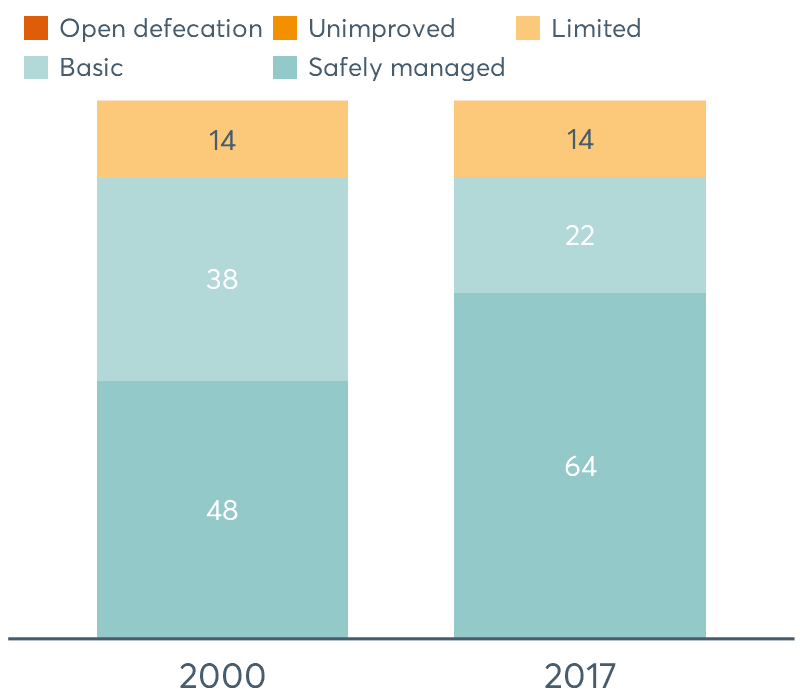 Open defecation Unimproved Limited
Basic Safely managed
14 14
38 22
48 64
2000 2017